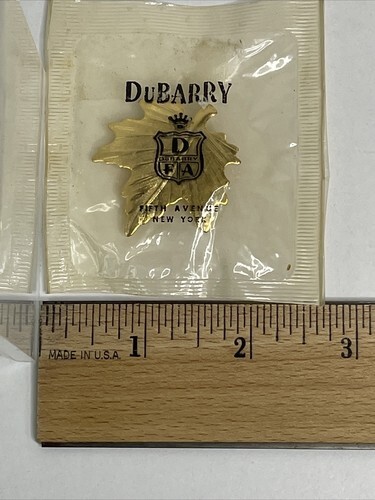 DuBARRY
D
DUBARRY
F A
FIFTH AVENUE
NEW YORK
MADE IN U.S.A. 1 2 3